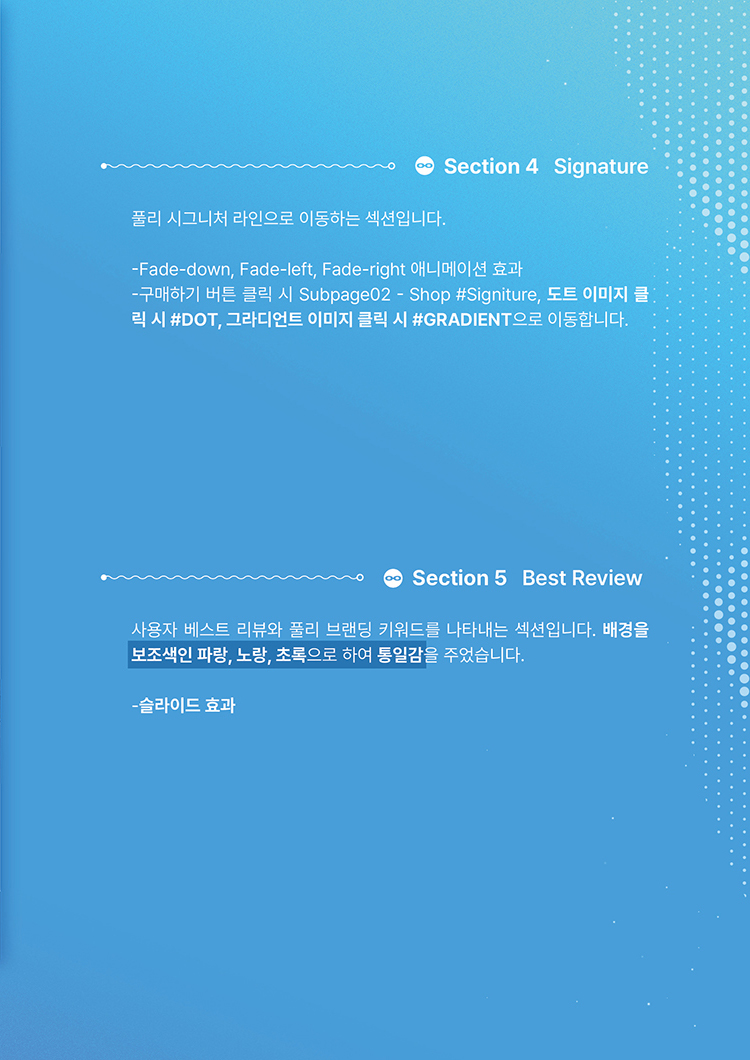 Section 4 Signature
풀리 시그니처 라인으로 이동하는 섹션입니다.
-Fade-down, Fade-left, Fade-right 애니메이션 효과
-구매하기 버튼 클릭 시 Subpage02 - Shop #Signiture, 도트 이미지 클
릭 시 #DOT, 그라디언트 이미지 클릭 시 #GRADIENT으로 이동합니다.
Section 5 Best Review
사용자 베스트 리뷰와 풀리 브랜딩 키워드를 나타내는 섹션입니다. 배경을
보조색인 파랑, 노랑, 초록으로 하여 통일감을 주었습니다.
-슬라이드 효과